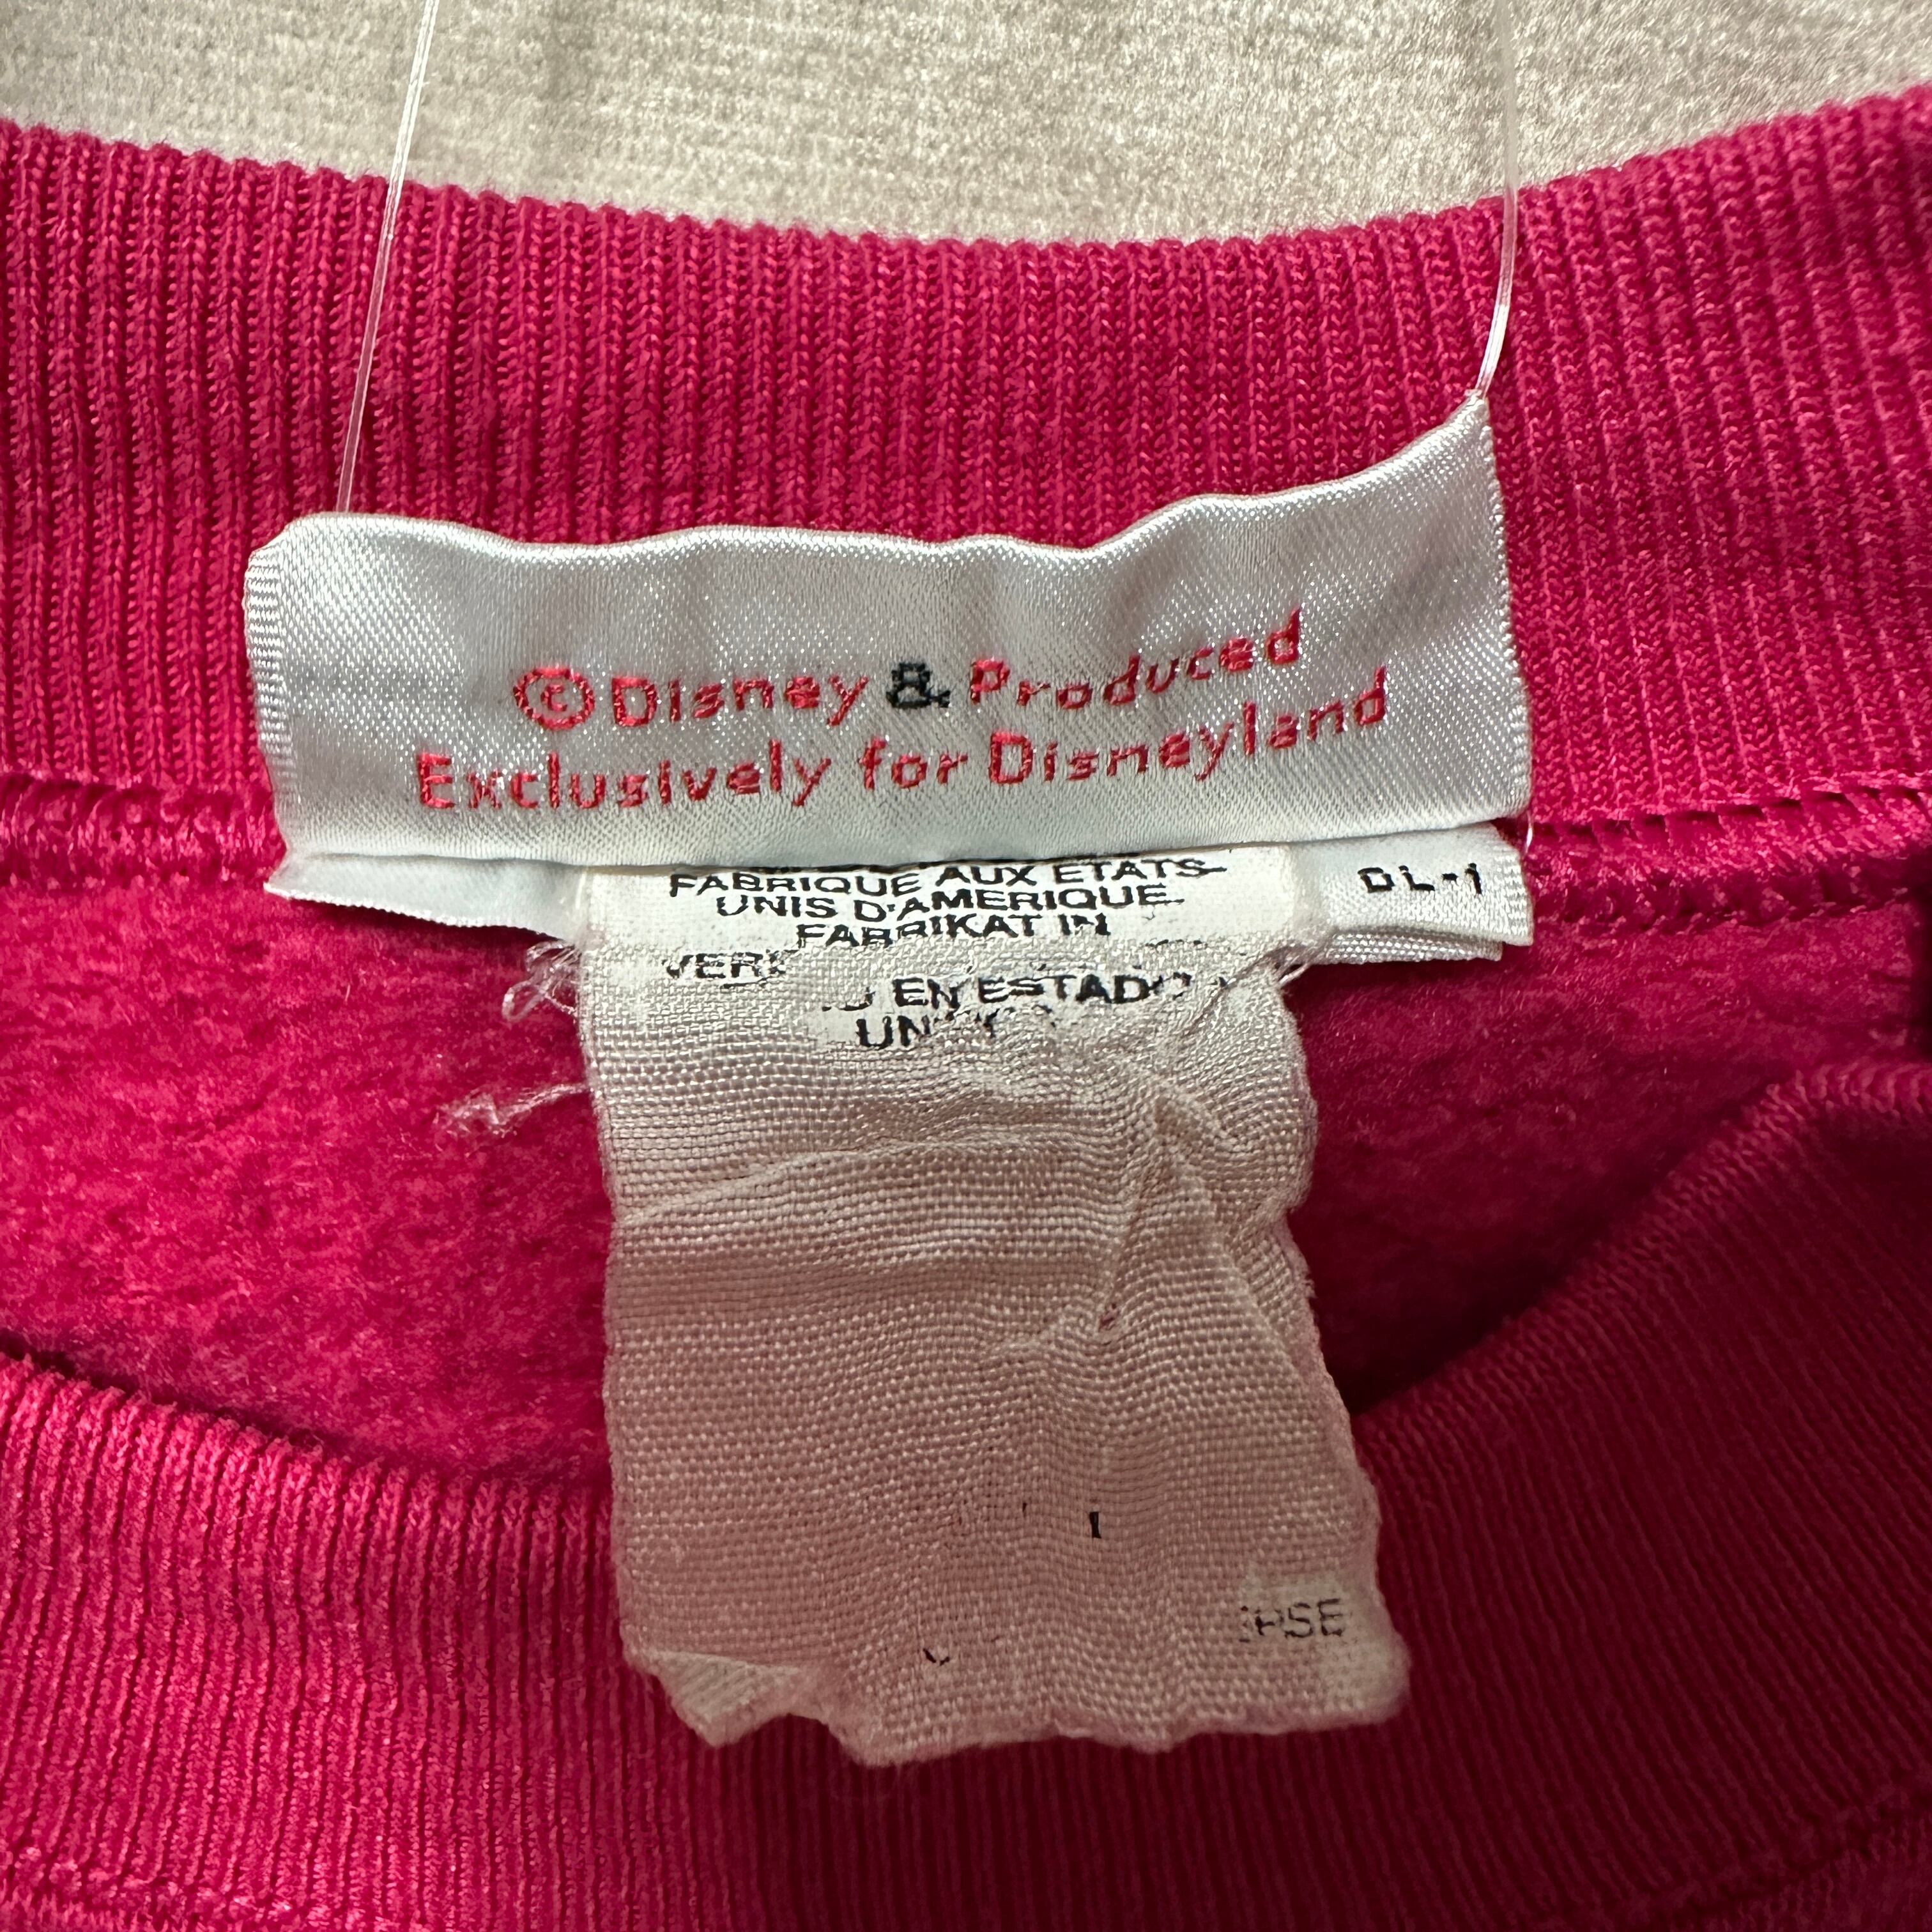 ©Disney & Produced
Exclusively for Disneyland
DL-1
FABRIQUE AUX ETATS-
UNIS D'AMERIQUE
FABRIKAT IN
EN ESTADO